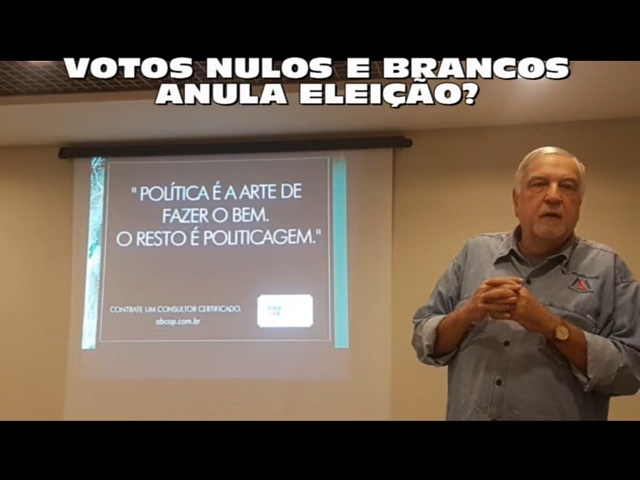 VOTOS NULOS E BRANCOS
ANULA ELEIÇÃO?
" POLÍTICA É A ARTE DE
FAZER O BEM.
O RESTO É POLITICAGEM."
CONTRATE UM CONSULTOR CERTIFICADO.
abcop.com.br